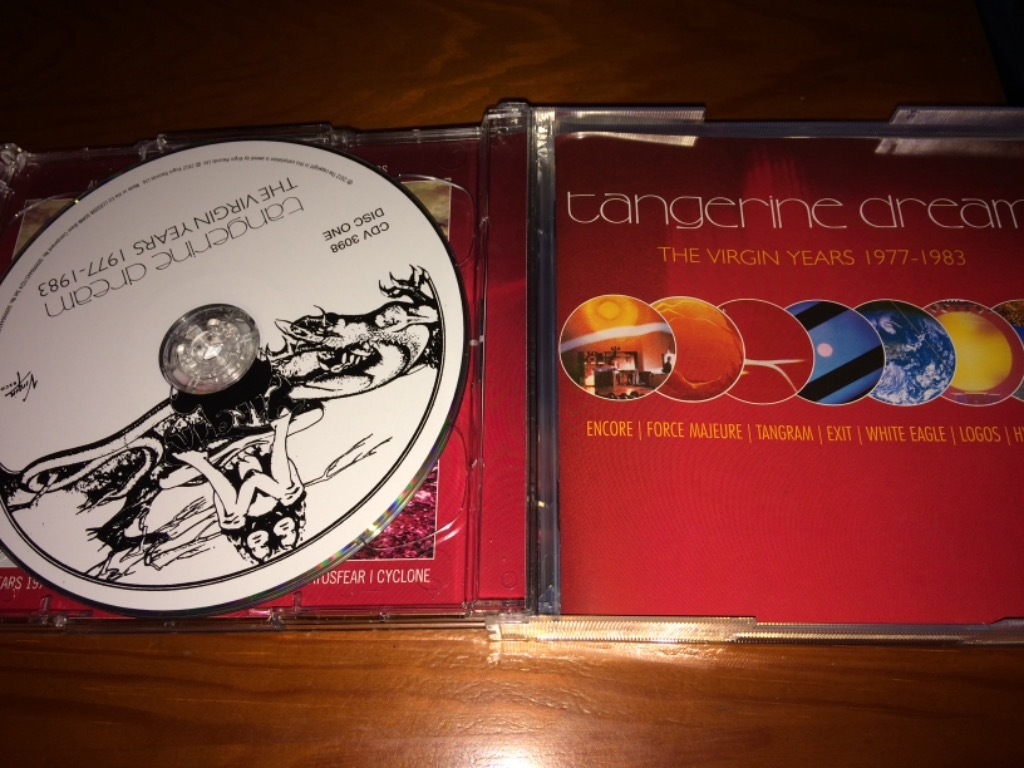 tangerine dream
THE VIRGIN YEARS 1977-1983
DISC ONE
CDV 3098
CYCLONE
tangerine dream
THE VIRGIN YEARS 1977-1983
ENCORE | FORCE MAJEURE | TANGRAM | EXIT | WHITE EAGLE | LOGOS | H